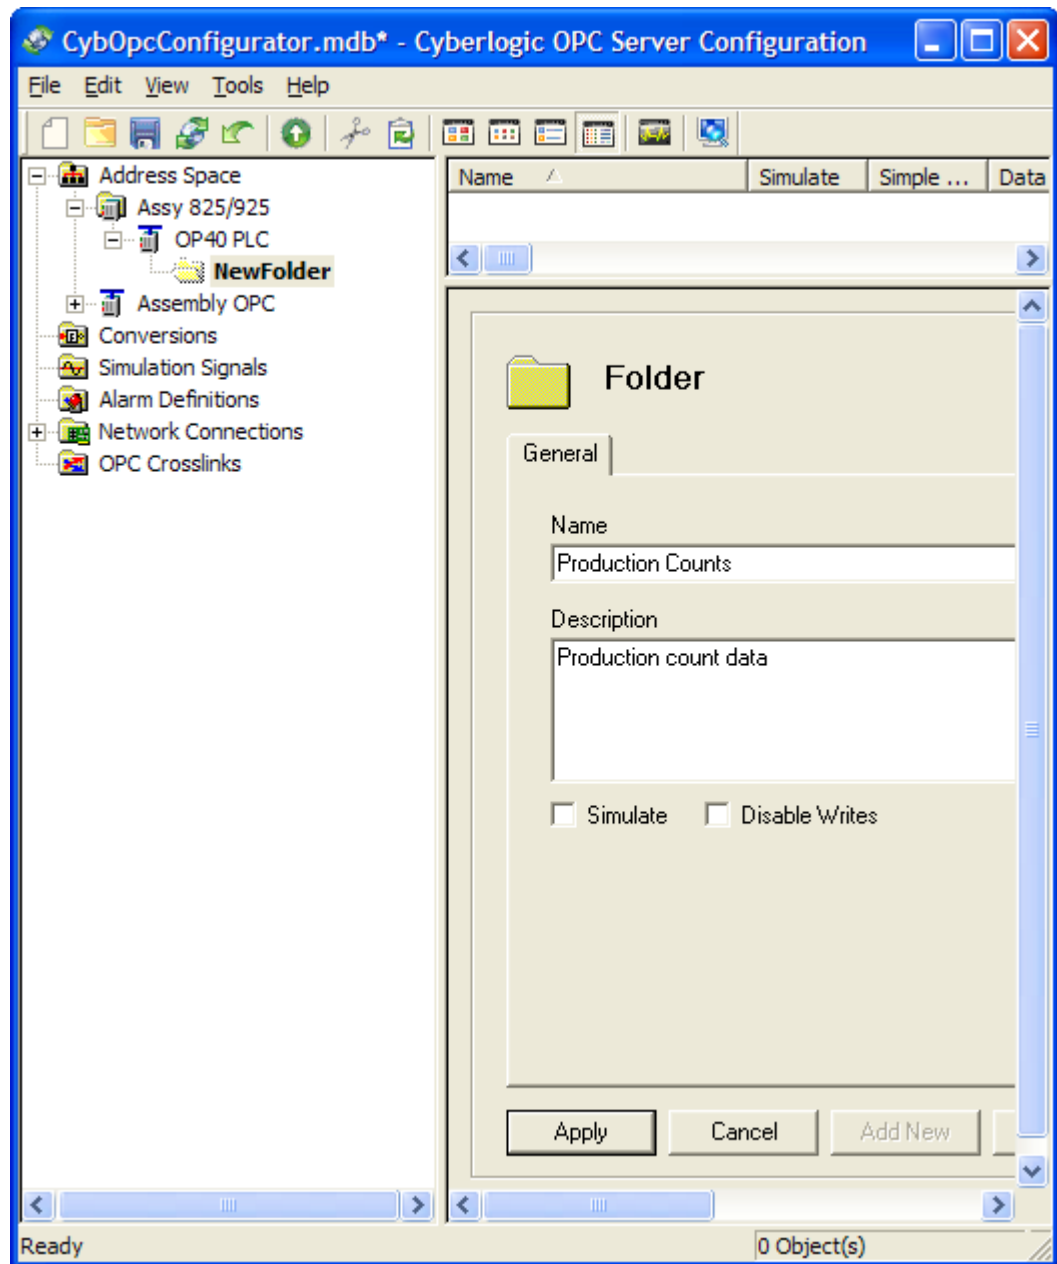 CybOpcConfigurator.mdb* - Cyberlogic OPC Server Configuration
File Edit View Tools Help
Address Space
Assy 825/925
OP40 PLC
NewFolder
Assembly OPC
Conversions
Simulation Signals
Alarm Definitions
Network Connections
OPC Crosslinks
Name Simulate Simple ... Data
Folder
General
Name
Production Counts
Description
Production count data
Simulate Disable Writes
Apply Cancel Add New
Ready 0 Object(s)